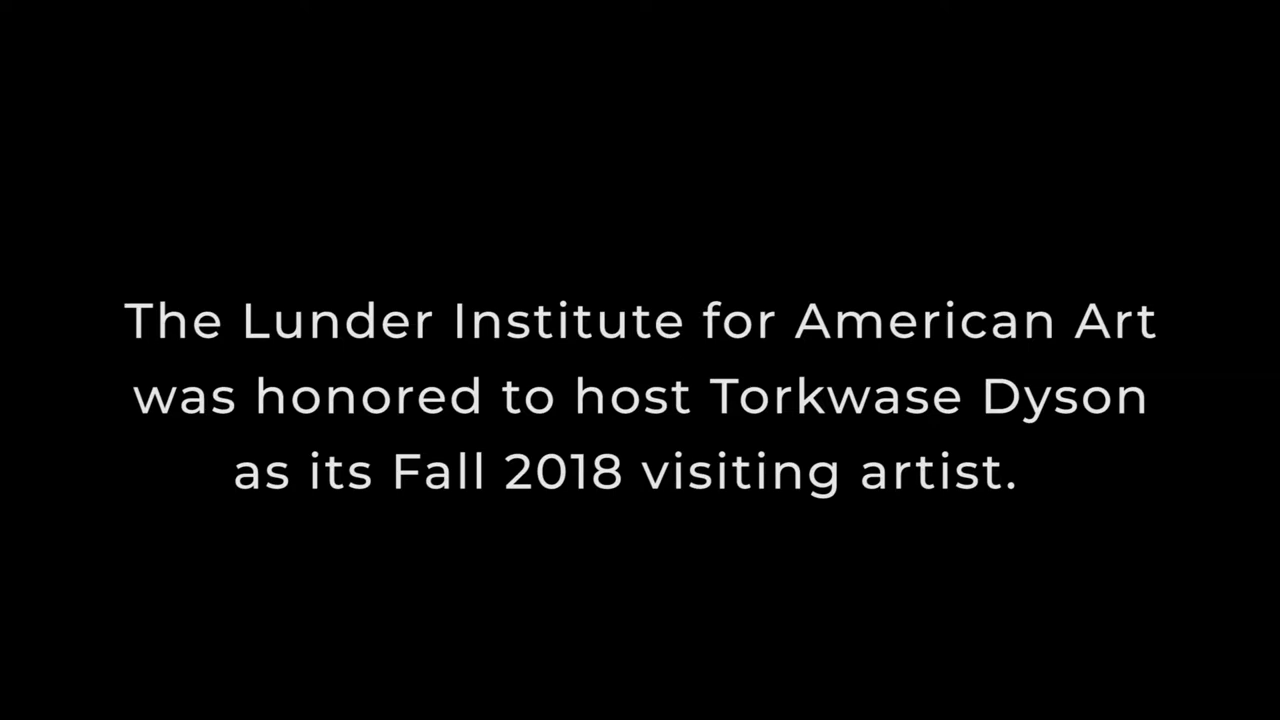 The Lunder Institute for American Art
was honored to host Torkwase Dyson
as its Fall 2018 visiting artist.